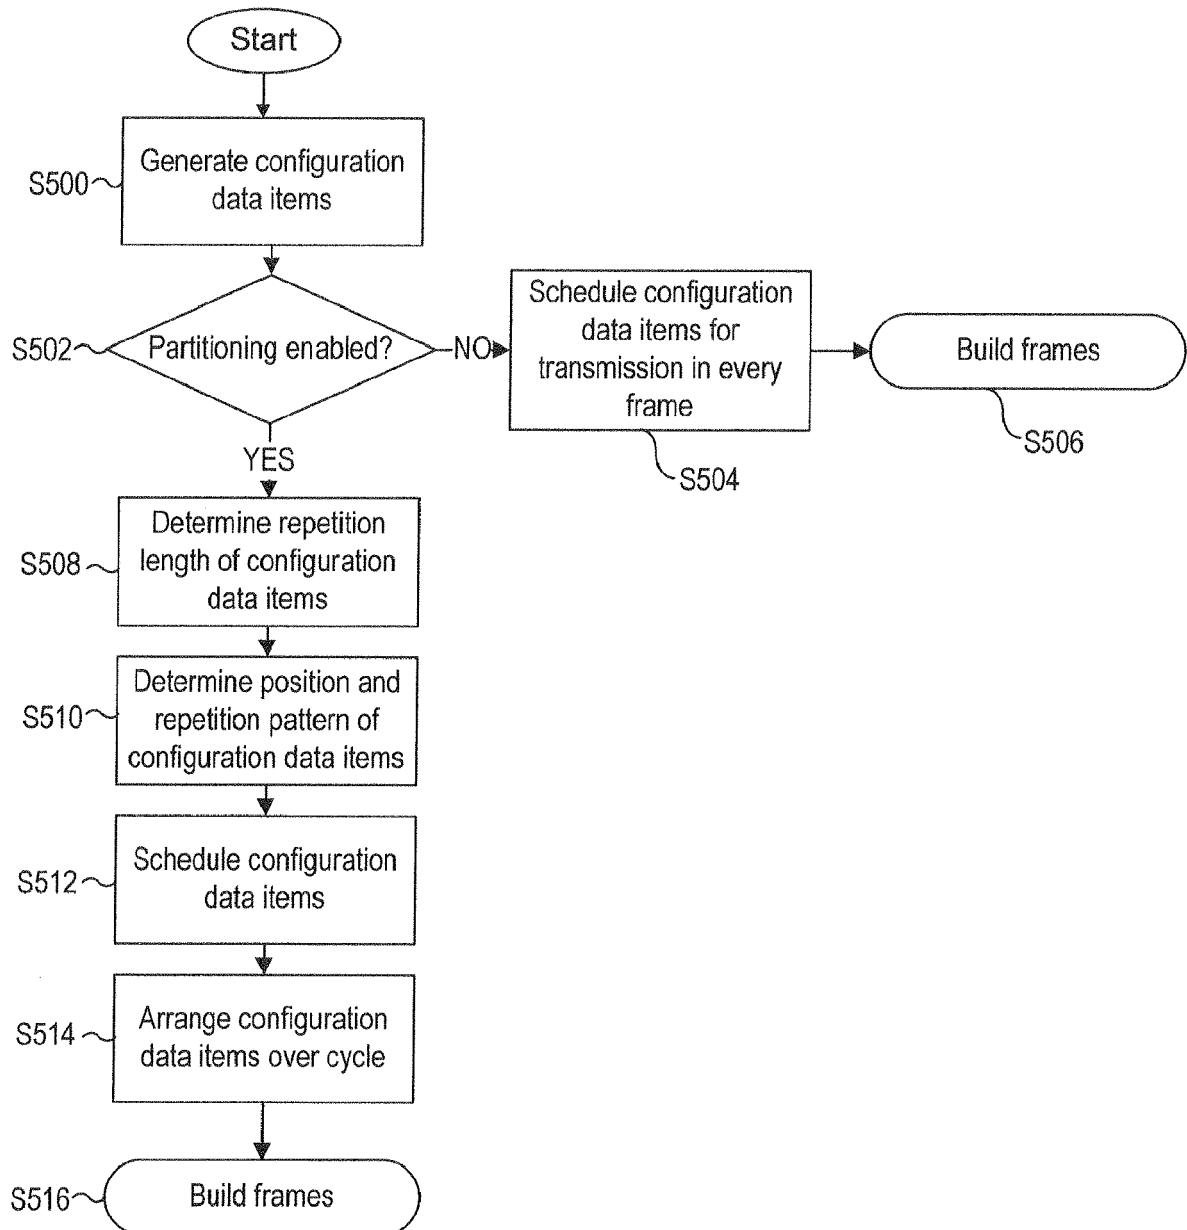 Start
S500
Generate configuration
data items
S502
Partitioning enabled?
NO
Schedule configuration
data items for
transmission in every
frame
S504
Build frames
S506
YES
S508
Determine repetition
length of configuration
data items
S510
Determine position and
repetition pattern of
configuration data items
S512
Schedule configuration
data items
S514
Arrange configuration
data items over cycle
S516
Build frames